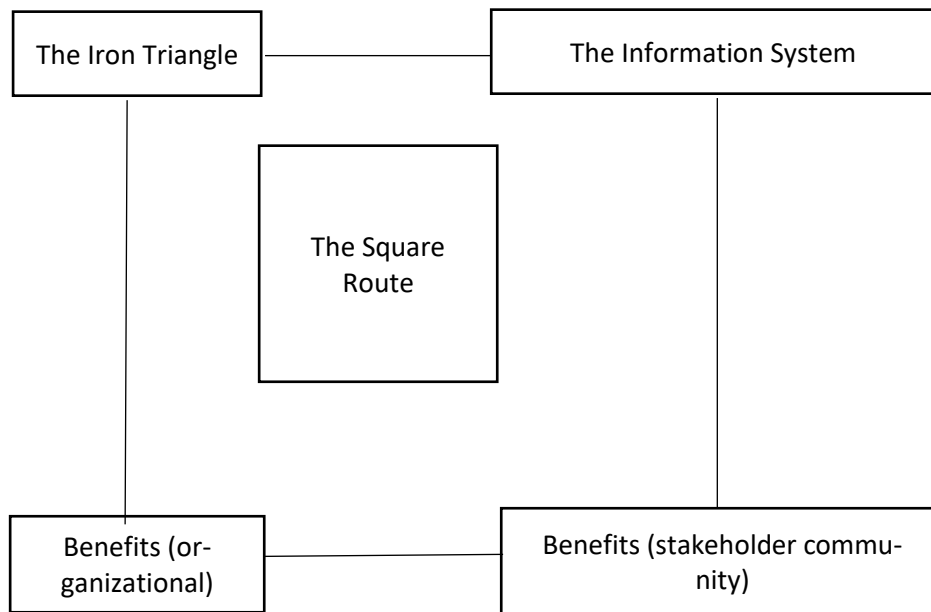 The Iron Triangle
The Information System
The Square
Route
Benefits (or-
ganizational)
Benefits (stakeholder commu-
nity)